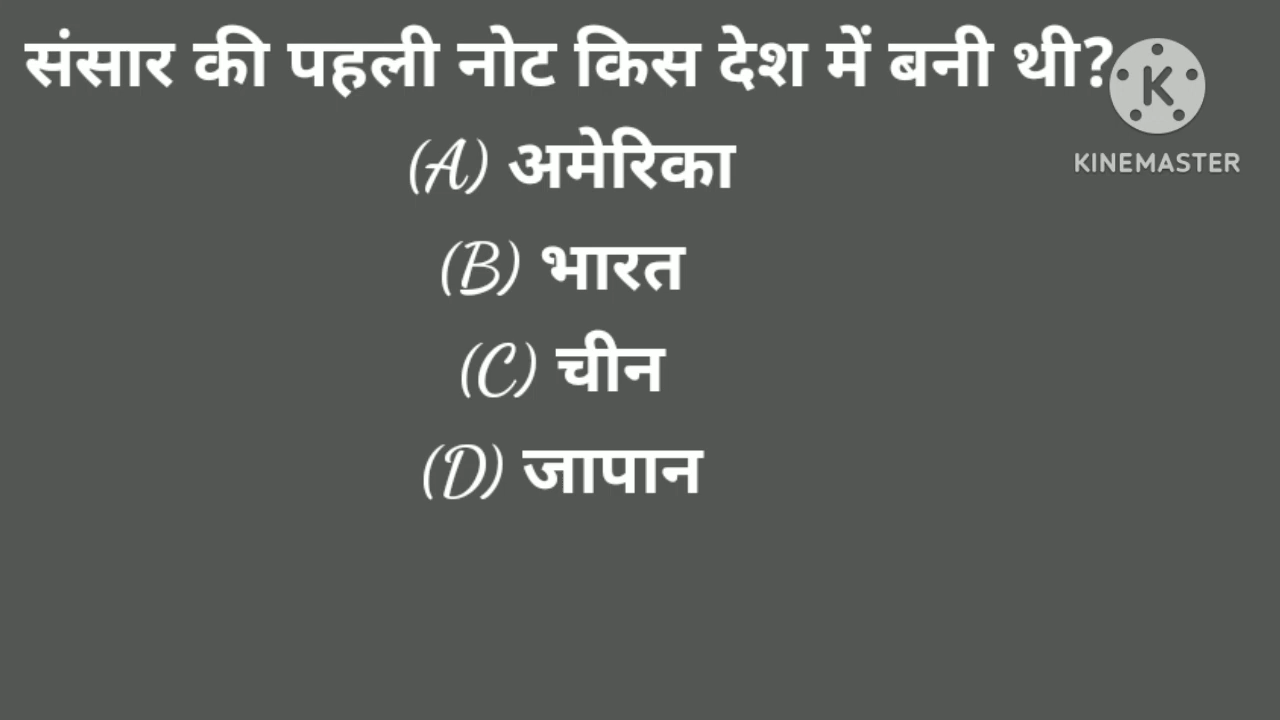 संसार की पहली नोट किस देश में बनी थी?
K
KINEMASTER
(A) अमेरिका
(B) भारत
(C) चीन
(D) जापान